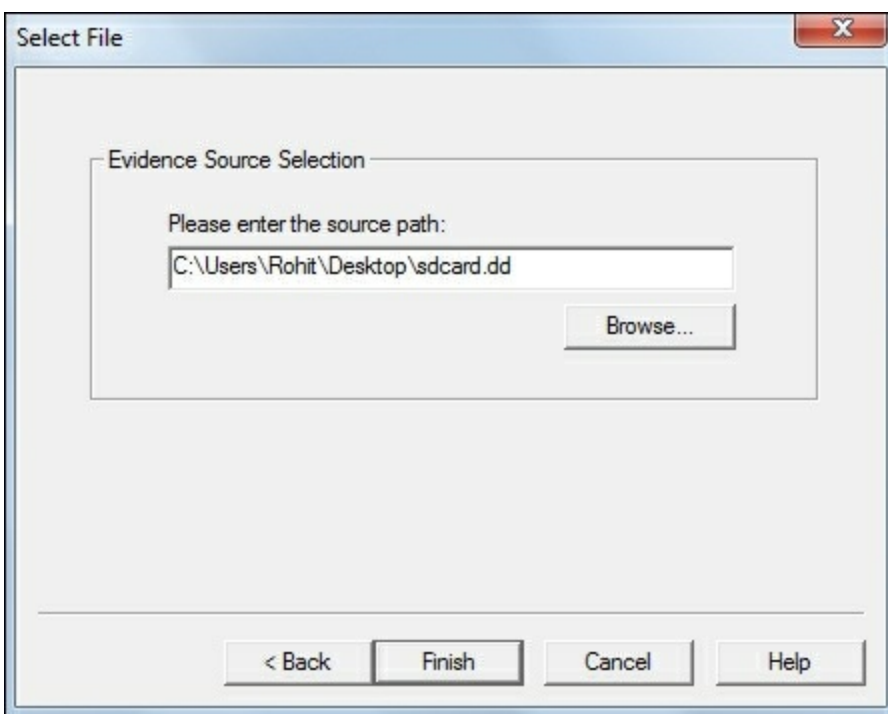 Select File
Evidence Source Selection
Please enter the source path:
C:\Users\Rohit\Desktop\sdcard.dd
Browse...
< Back
Finish
Cancel
Help